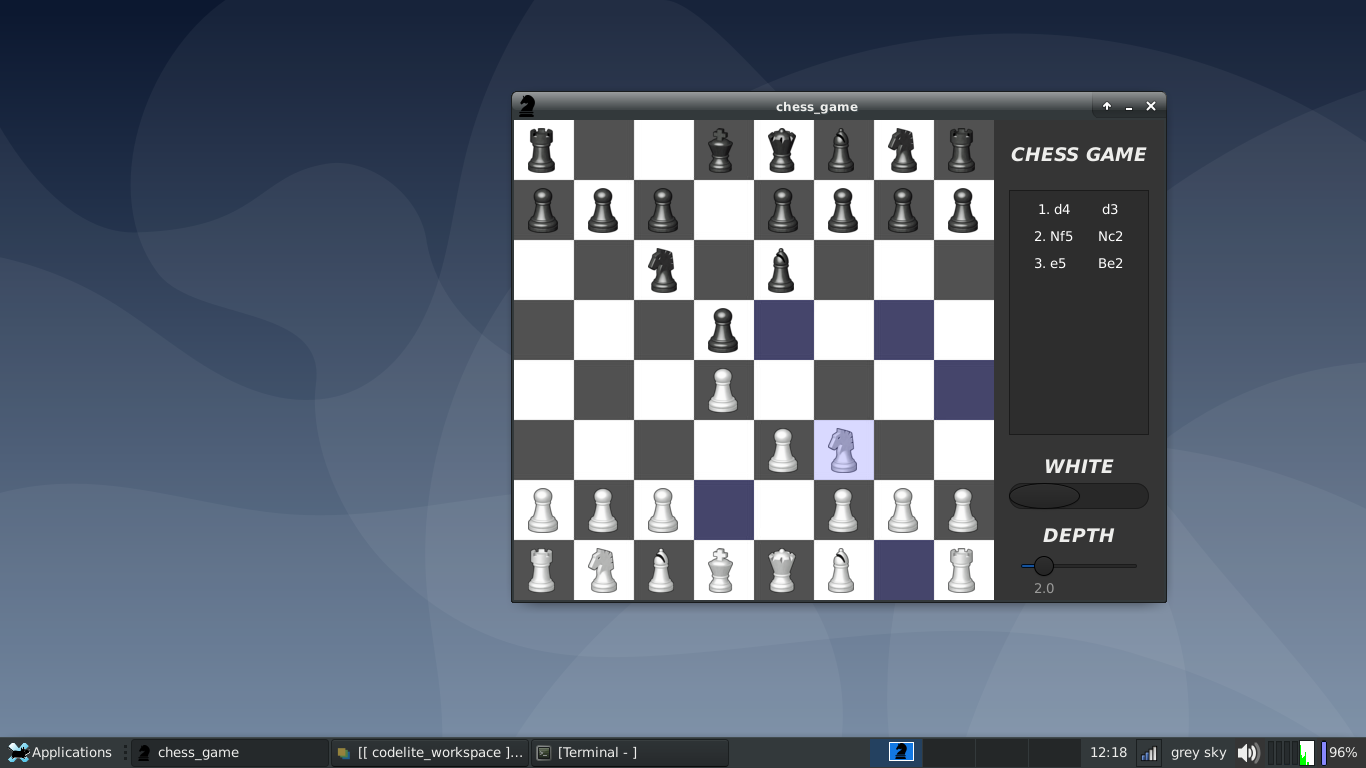 chess_game
CHESS GAME
1. d4 d3
2. Nf5 Nc2
3. e5 Be2
WHITE
DEPTH
2.0
Applications
chess_game
[[ codelite_workspace ]...
[Terminal - ]
12:18
grey sky
96%